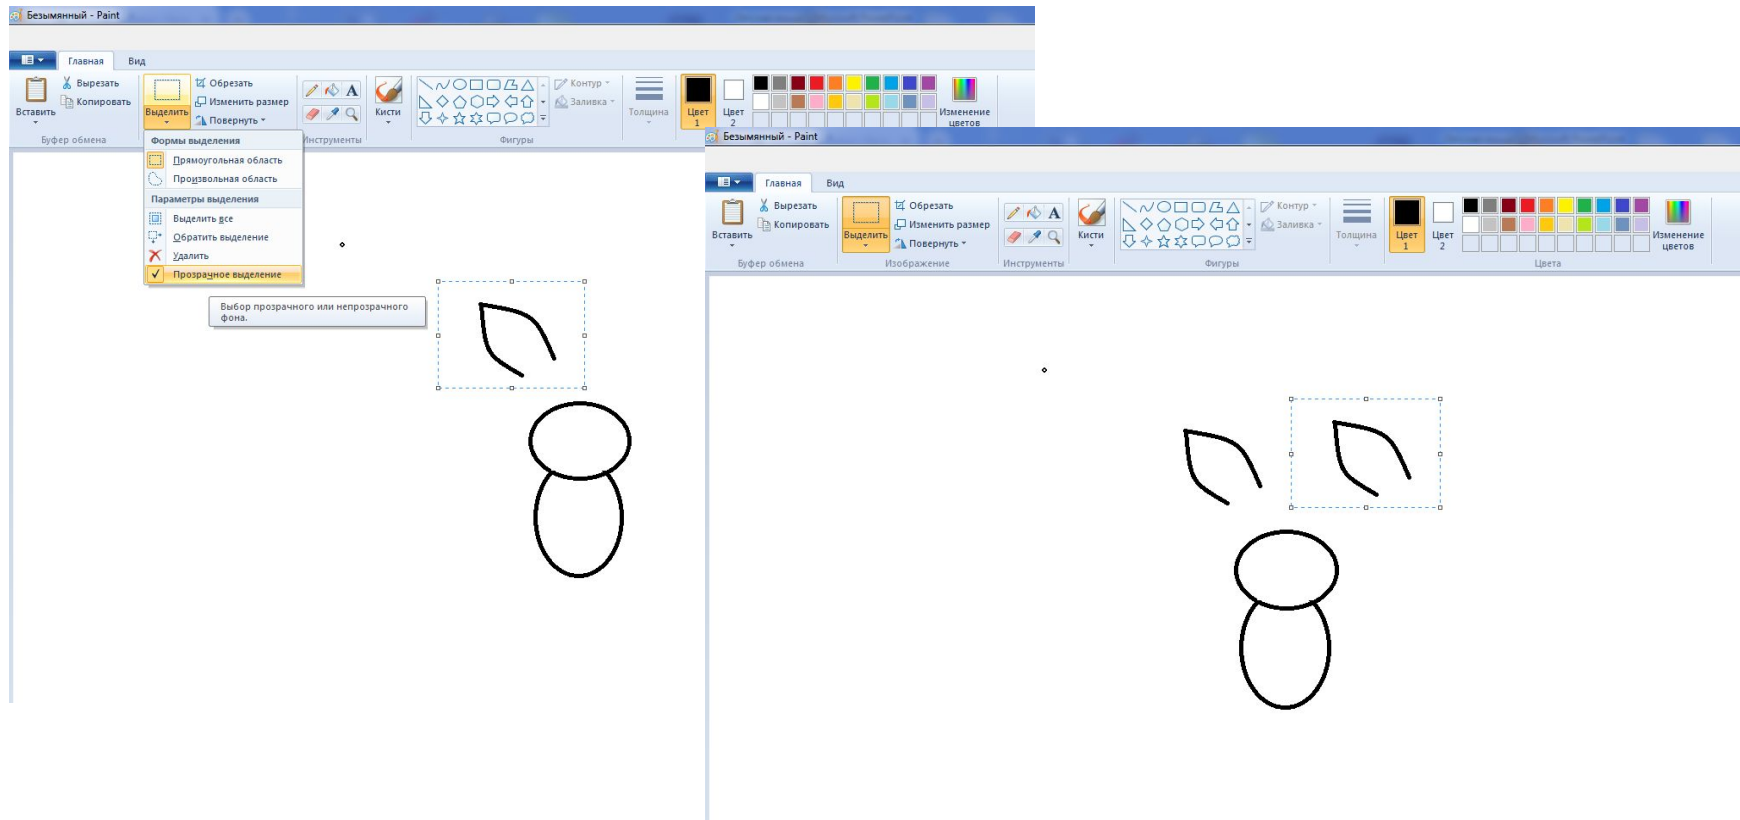 Безымянный - Paint
Главная Вид
Вставить
Вырезать
Копировать
Буфер обмена
Выделить
Обрезать
Изменить размер
Повернуть
A
Инструменты
Кисти
Контур
Заливка
Фигуры
Толщина
Цвет
1
Цвет
2
Изменение
цветов
Формы выделения
Прямоугольная область
Произвольная область
Параметры выделения
Выделить все
Обратить выделение
Удалить
Прозрачное выделение
Выбор прозрачного или непрозрачного
фона.
Безымянный - Paint
Главная Вид
Вставить
Вырезать
Копировать
Буфер обмена
Выделить
Обрезать
Изменить размер
Повернуть
Изображение
A
Инструменты
Кисти
Контур
Заливка
Фигуры
Толщина
Цвет
1
Цвет
2
Изменение
цветов
Цвета